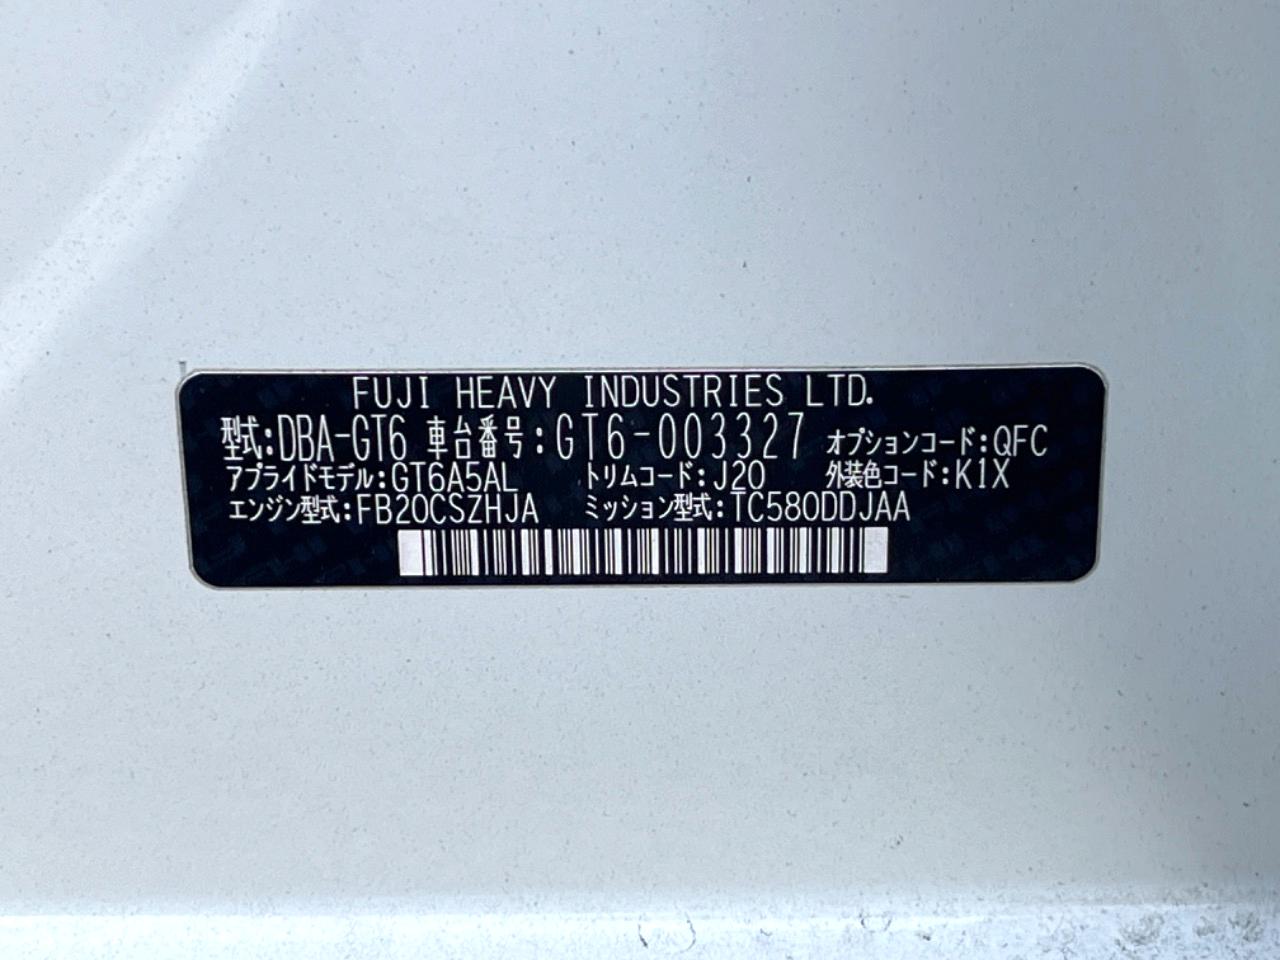 FUJI HEAVY INDUSTRIES LTD.
型式:DBA-GT6 車台番号:GT6-003327 オプションコード:QFC
アプライドモデル:GT6A5AL トリムコード:J20 外装色コード:K1X
エンジン型式:FB20CSZHJA ミッション型式:TC580DDJAA